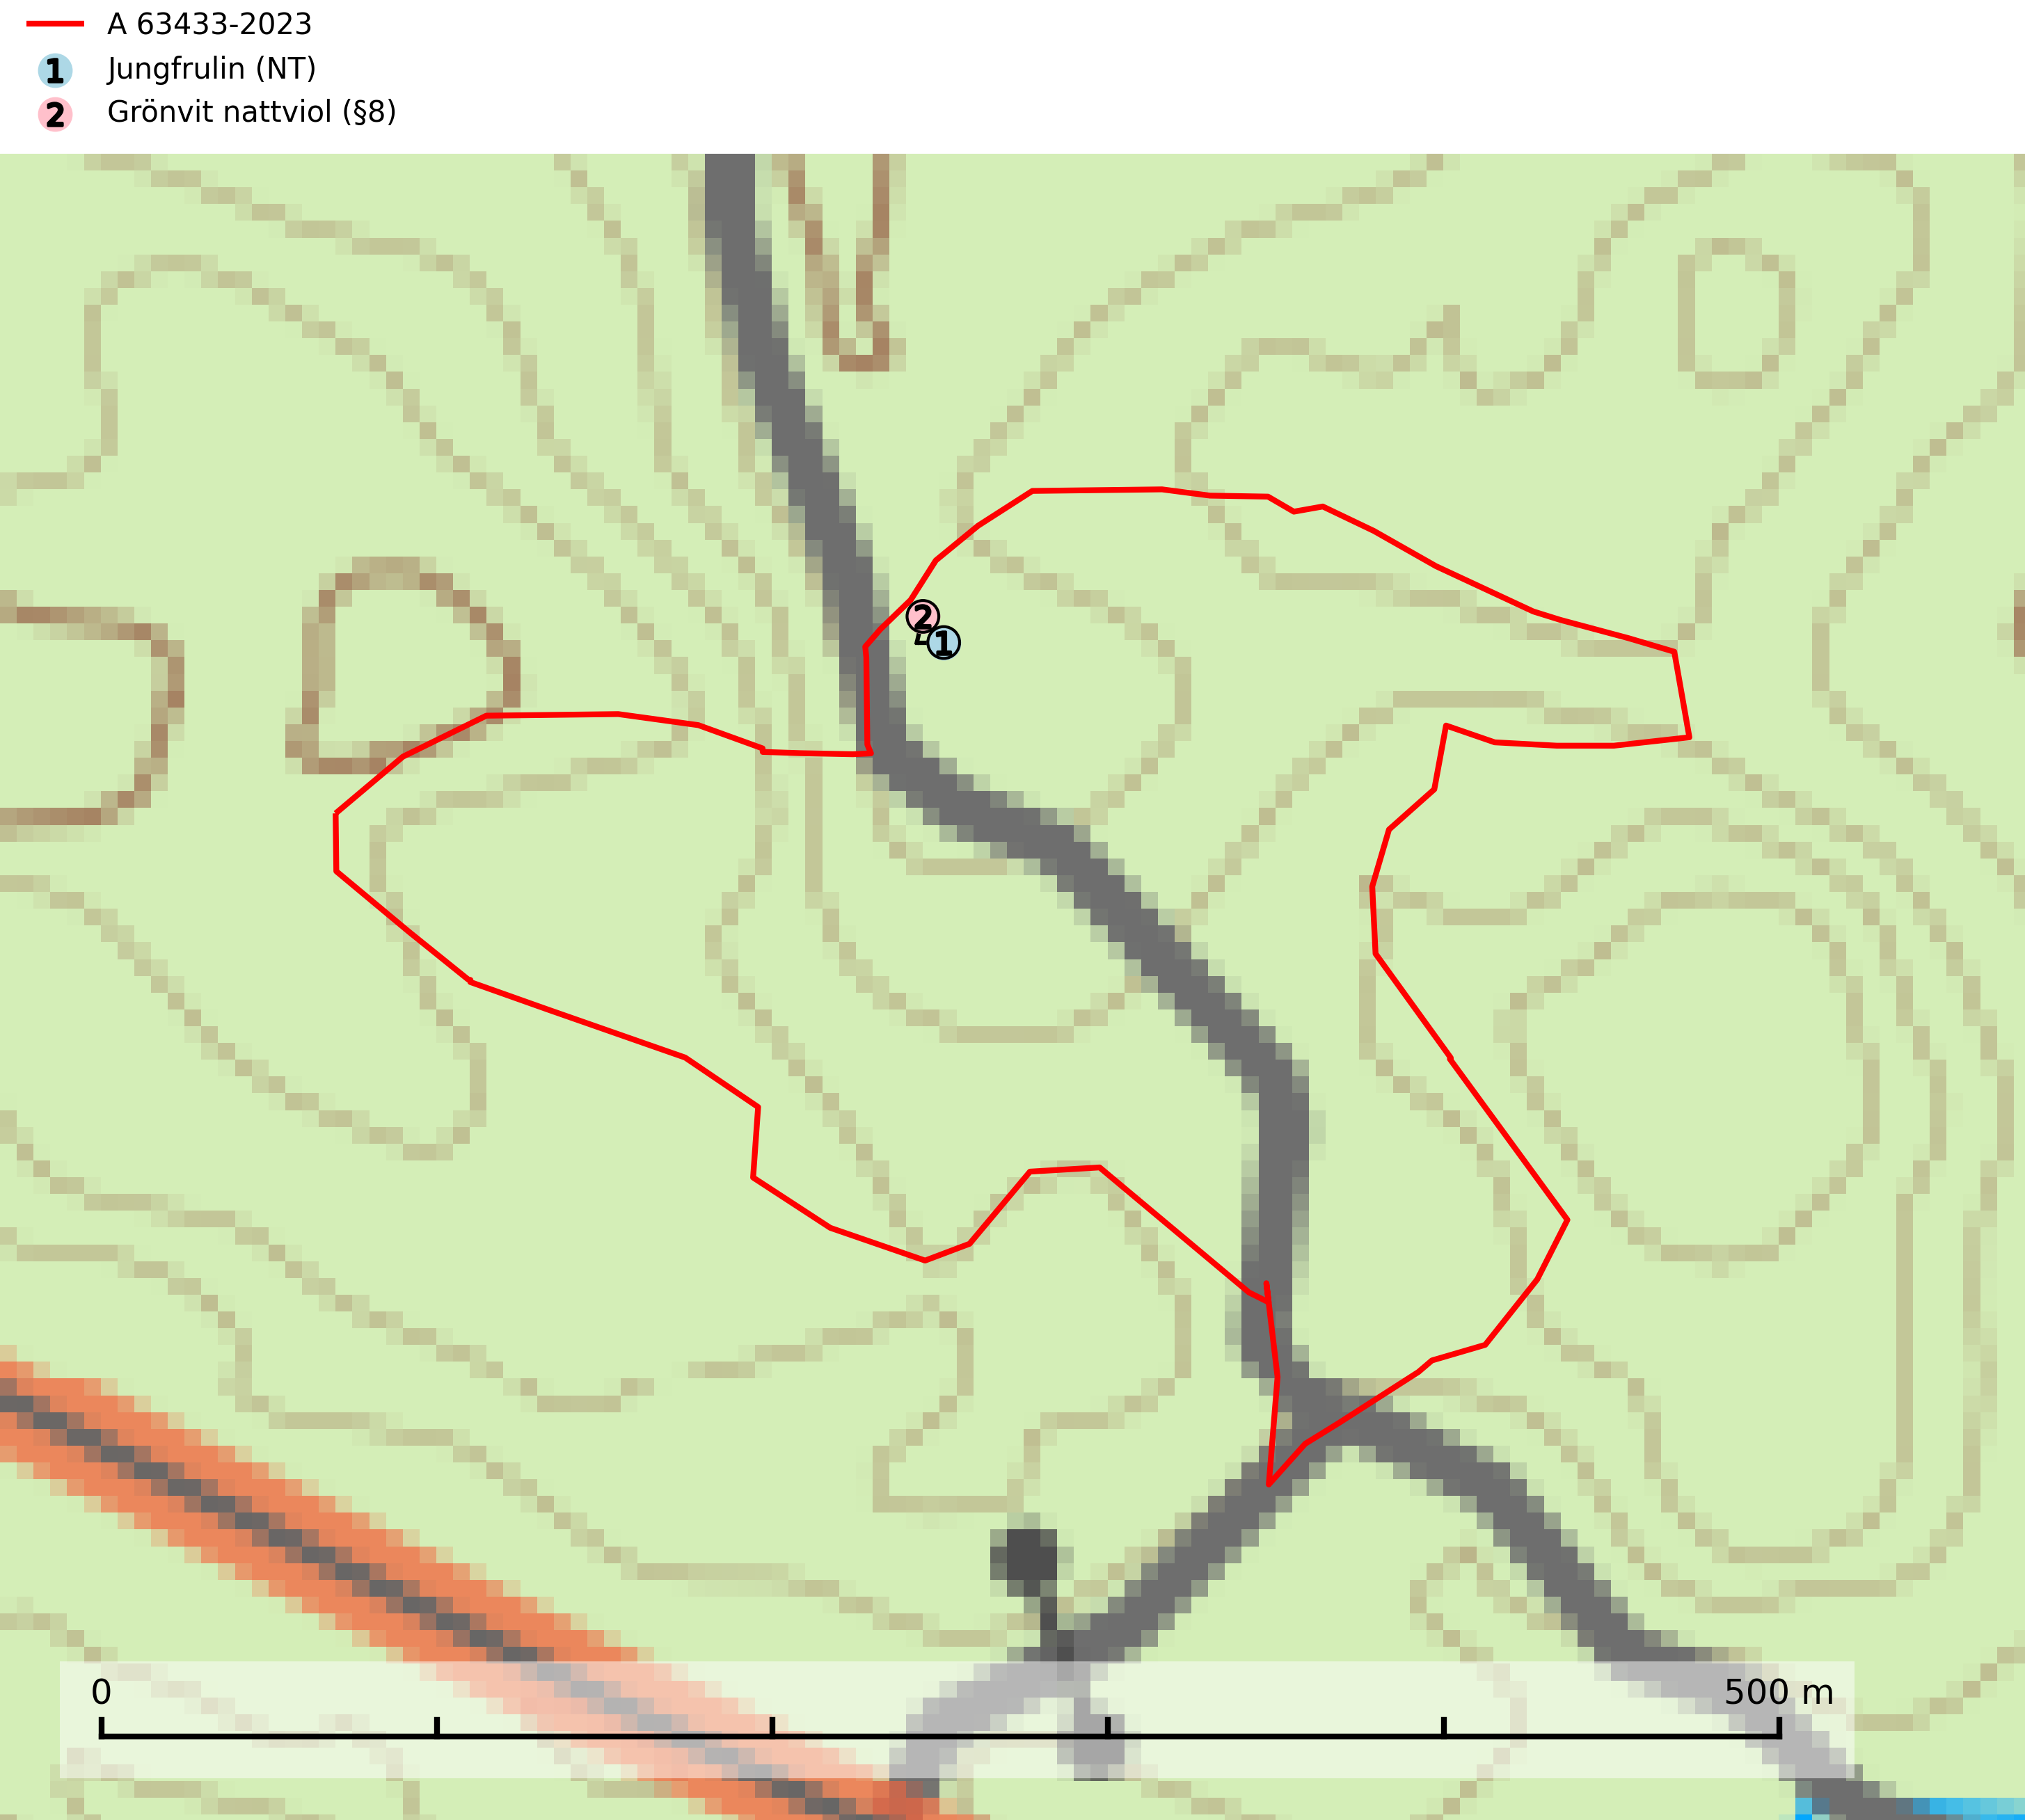 A 63433-2023
1 Jungfrulin (NT)
2 Grönvit nattviol (§8)
2
1
0 500 m